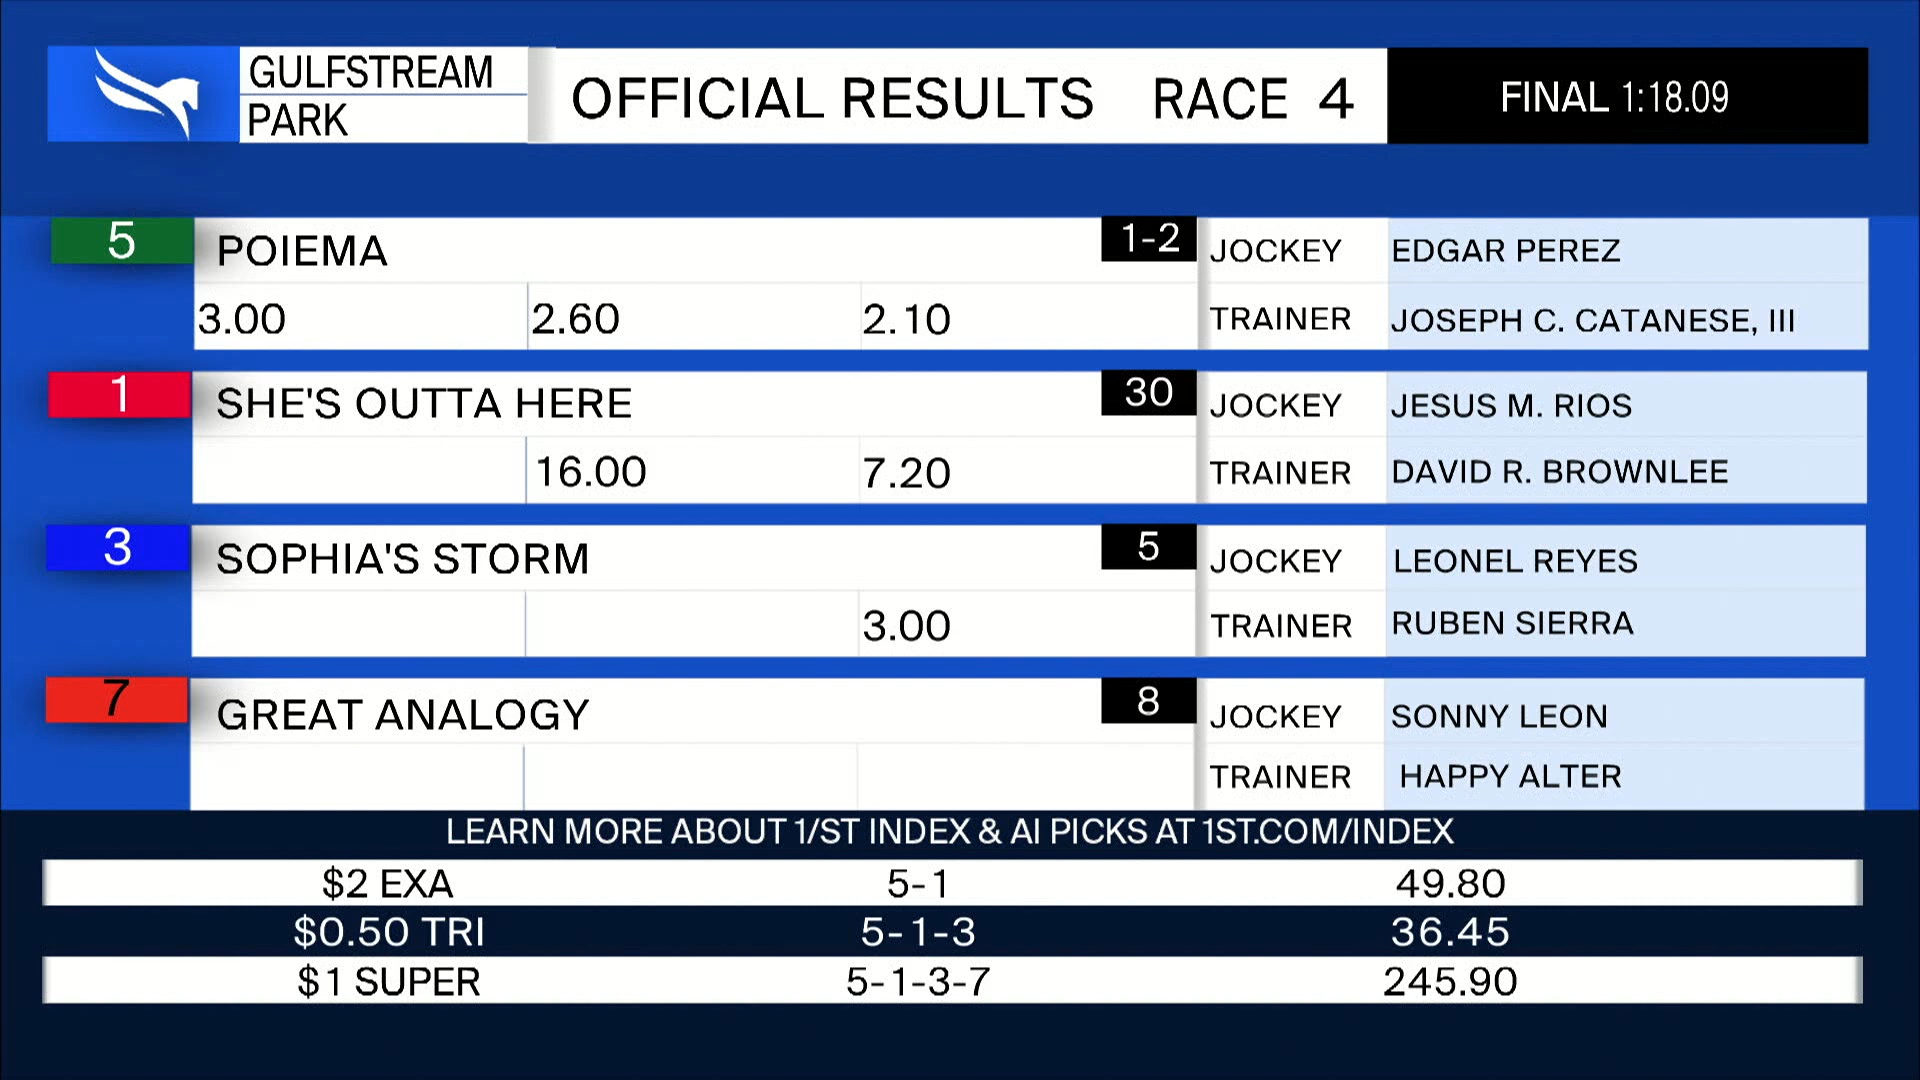 GULFSTREAM
PARK
OFFICIAL RESULTS RACE 4
FINAL 1:18.09
5 POIEMA 1-2 JOCKEY EDGAR PEREZ
3.00 2.60 2.10 TRAINER JOSEPH C. CATANESE, III
1 SHE'S OUTTA HERE 30 JOCKEY JESUS M. RIOS
16.00 7.20 TRAINER DAVID R. BROWNLEE
3 SOPHIA'S STORM 5 JOCKEY LEONEL REYES
3.00 TRAINER RUBEN SIERRA
7 GREAT ANALOGY 8 JOCKEY SONNY LEON
TRAINER HAPPY ALTER
LEARN MORE ABOUT 1/ST INDEX & AI PICKS AT 1ST.COM/INDEX
$2 EXA 5-1 49.80
$0.50 TRI 5-1-3 36.45
$1 SUPER 5-1-3-7 245.90